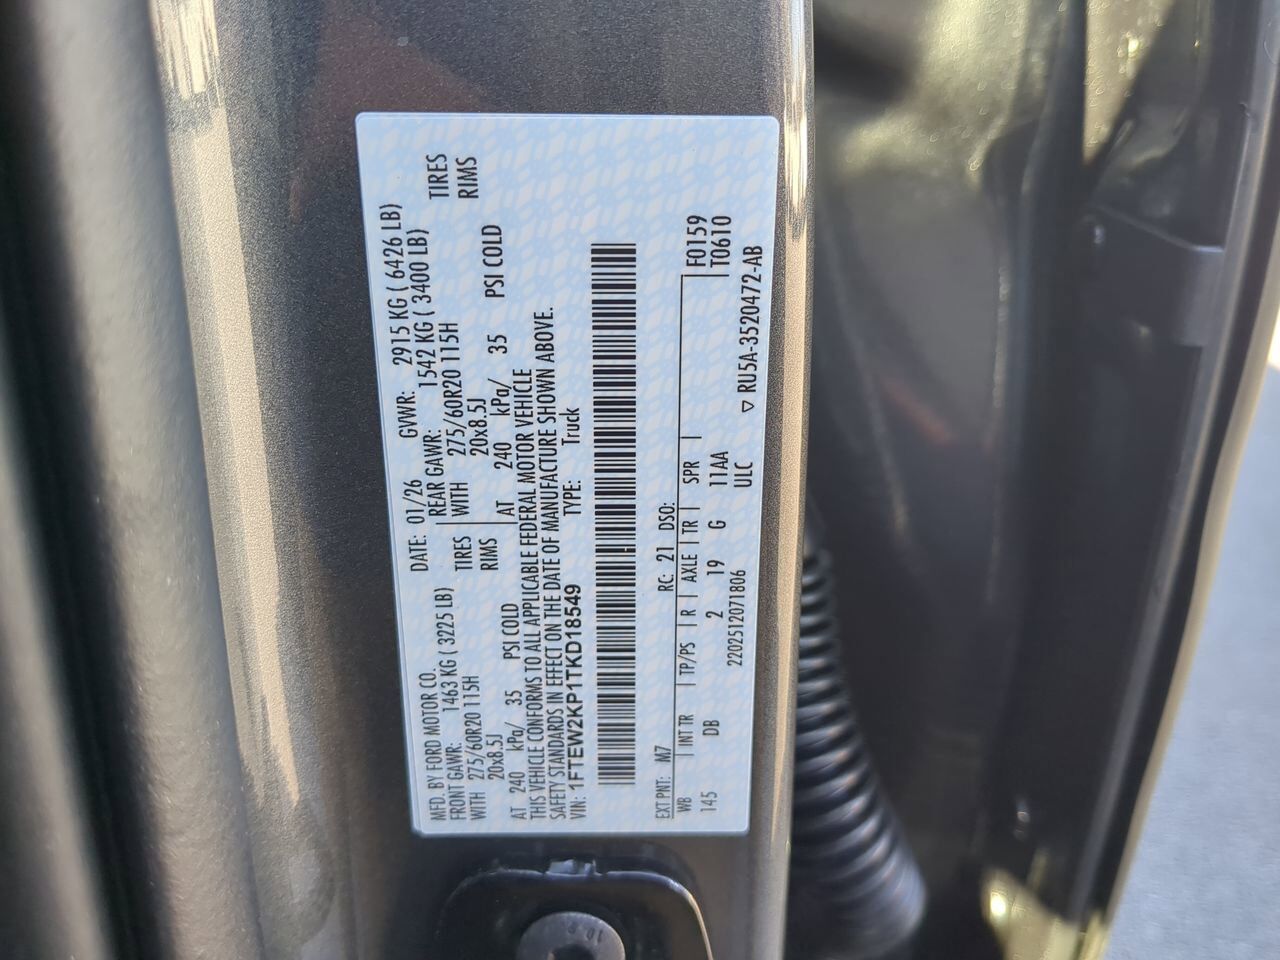 MFD. BY FORD MOTOR CO.
DATE: 01/26 GVWR: 2915 KG ( 6426 LB)
FRONT GAWR: 1463 KG ( 3225 LB)
REAR GAWR: 1542 KG ( 3400 LB)
WITH 275/60R20 115H TIRES
WITH 275/60R20 115H TIRES
20x8.5J RIMS
20x8.5J RIMS
AT 240 kPa/ 35 PSI COLD
AT 240 kPa/ 35 PSI COLD
THIS VEHICLE CONFORMS TO ALL APPLICABLE FEDERAL MOTOR VEHICLE
SAFETY STANDARDS IN EFFECT ON THE DATE OF MANUFACTURE SHOWN ABOVE.
VIN: 1FTEW2KP1TKD18549 TYPE: Truck
EXT PNT: M7 RC: 21 DSO:
WB INT TR TP/PS R AXLE TR SPR F0159
145 DB 2 19 G 11AA T0610
2202512071806 ULC
▽ RU5A-3520472-AB
10.9